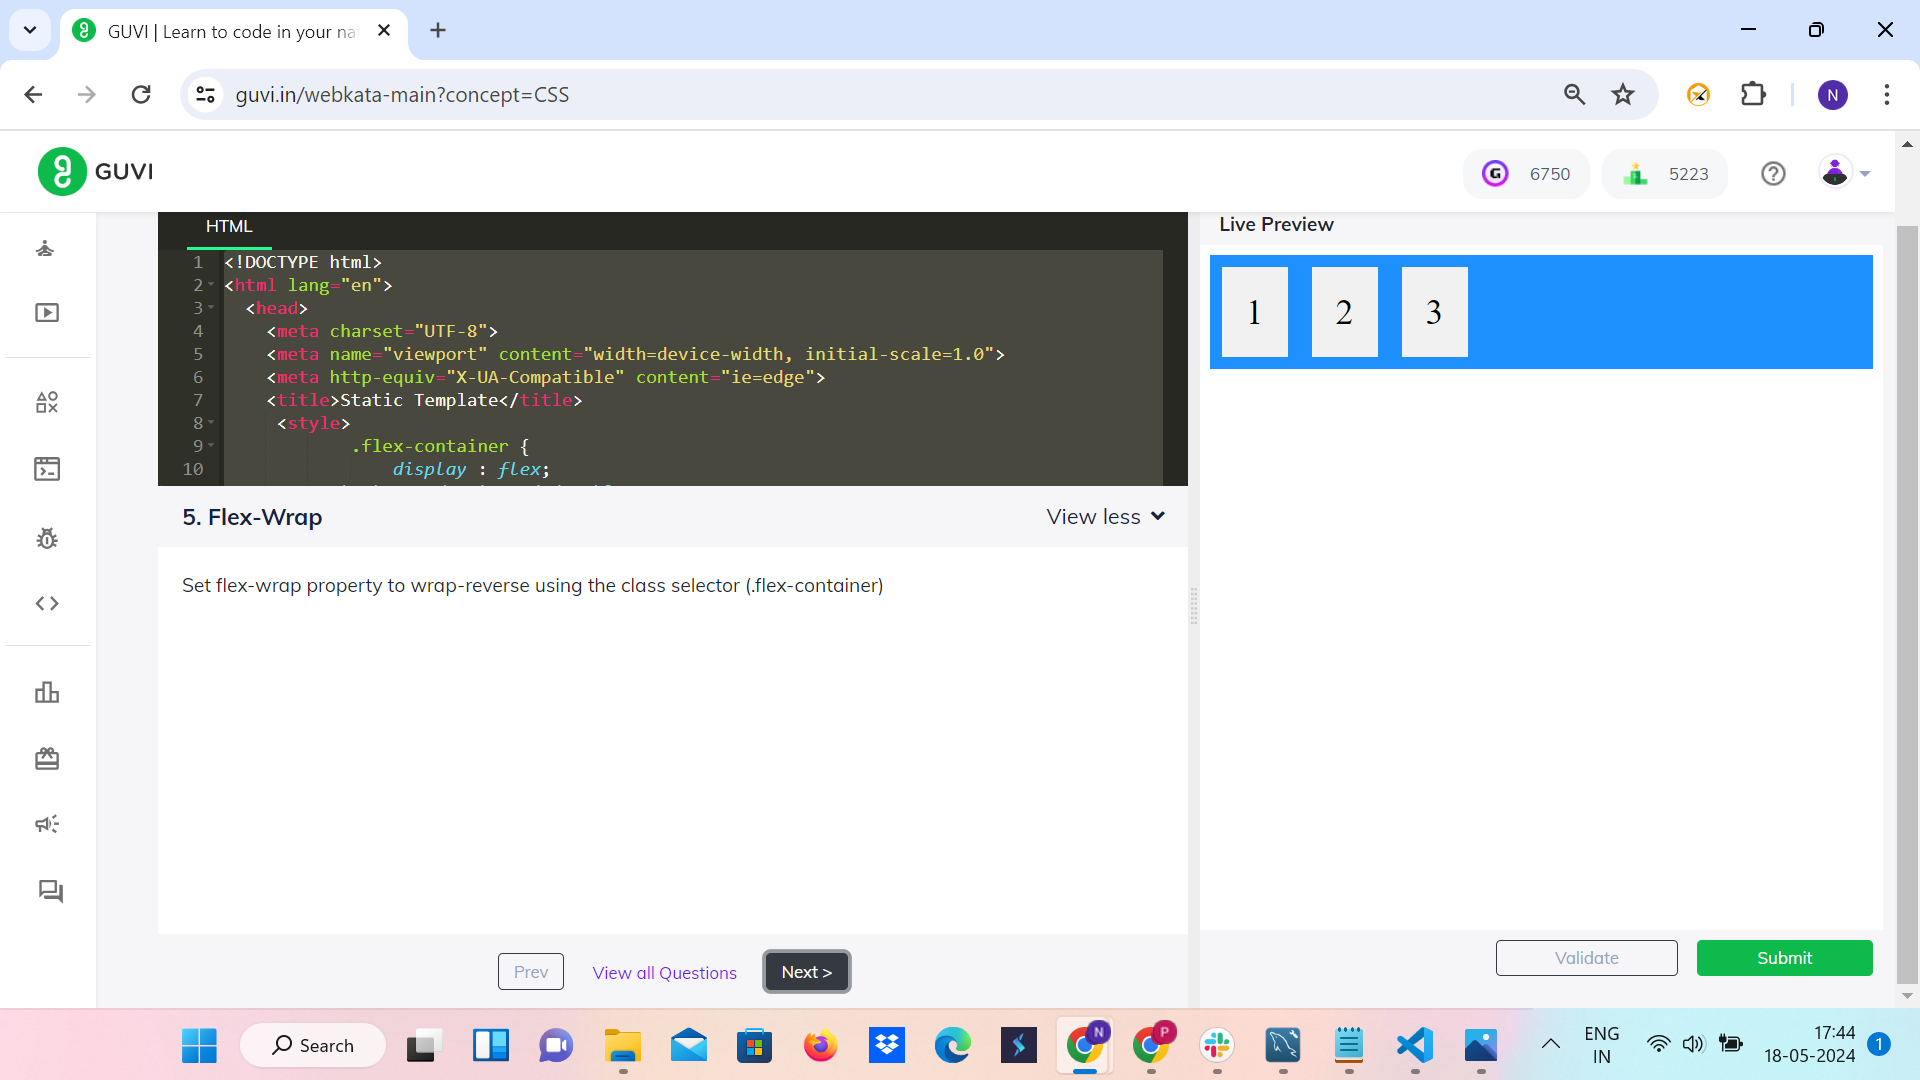 GUVI | Learn to code in your na
guvi.in/webkata-main?concept=CSS
N
GUVI
6750
5223
HTML
1 <!DOCTYPE html>
2 <html lang="en">
3 <head>
4 <meta charset="UTF-8">
5 <meta name="viewport" content="width=device-width, initial-scale=1.0">
6 <meta http-equiv="X-UA-Compatible" content="ie=edge">
7 <title>Static Template</title>
8 <style>
9 .flex-container {
10 display : flex;
Live Preview
1 2 3
5. Flex-Wrap
View less
Set flex-wrap property to wrap-reverse using the class selector (.flex-container)
Prev
View all Questions
Next >
Validate
Submit
Search
N
P
ENG
IN
17:44
18-05-2024
1